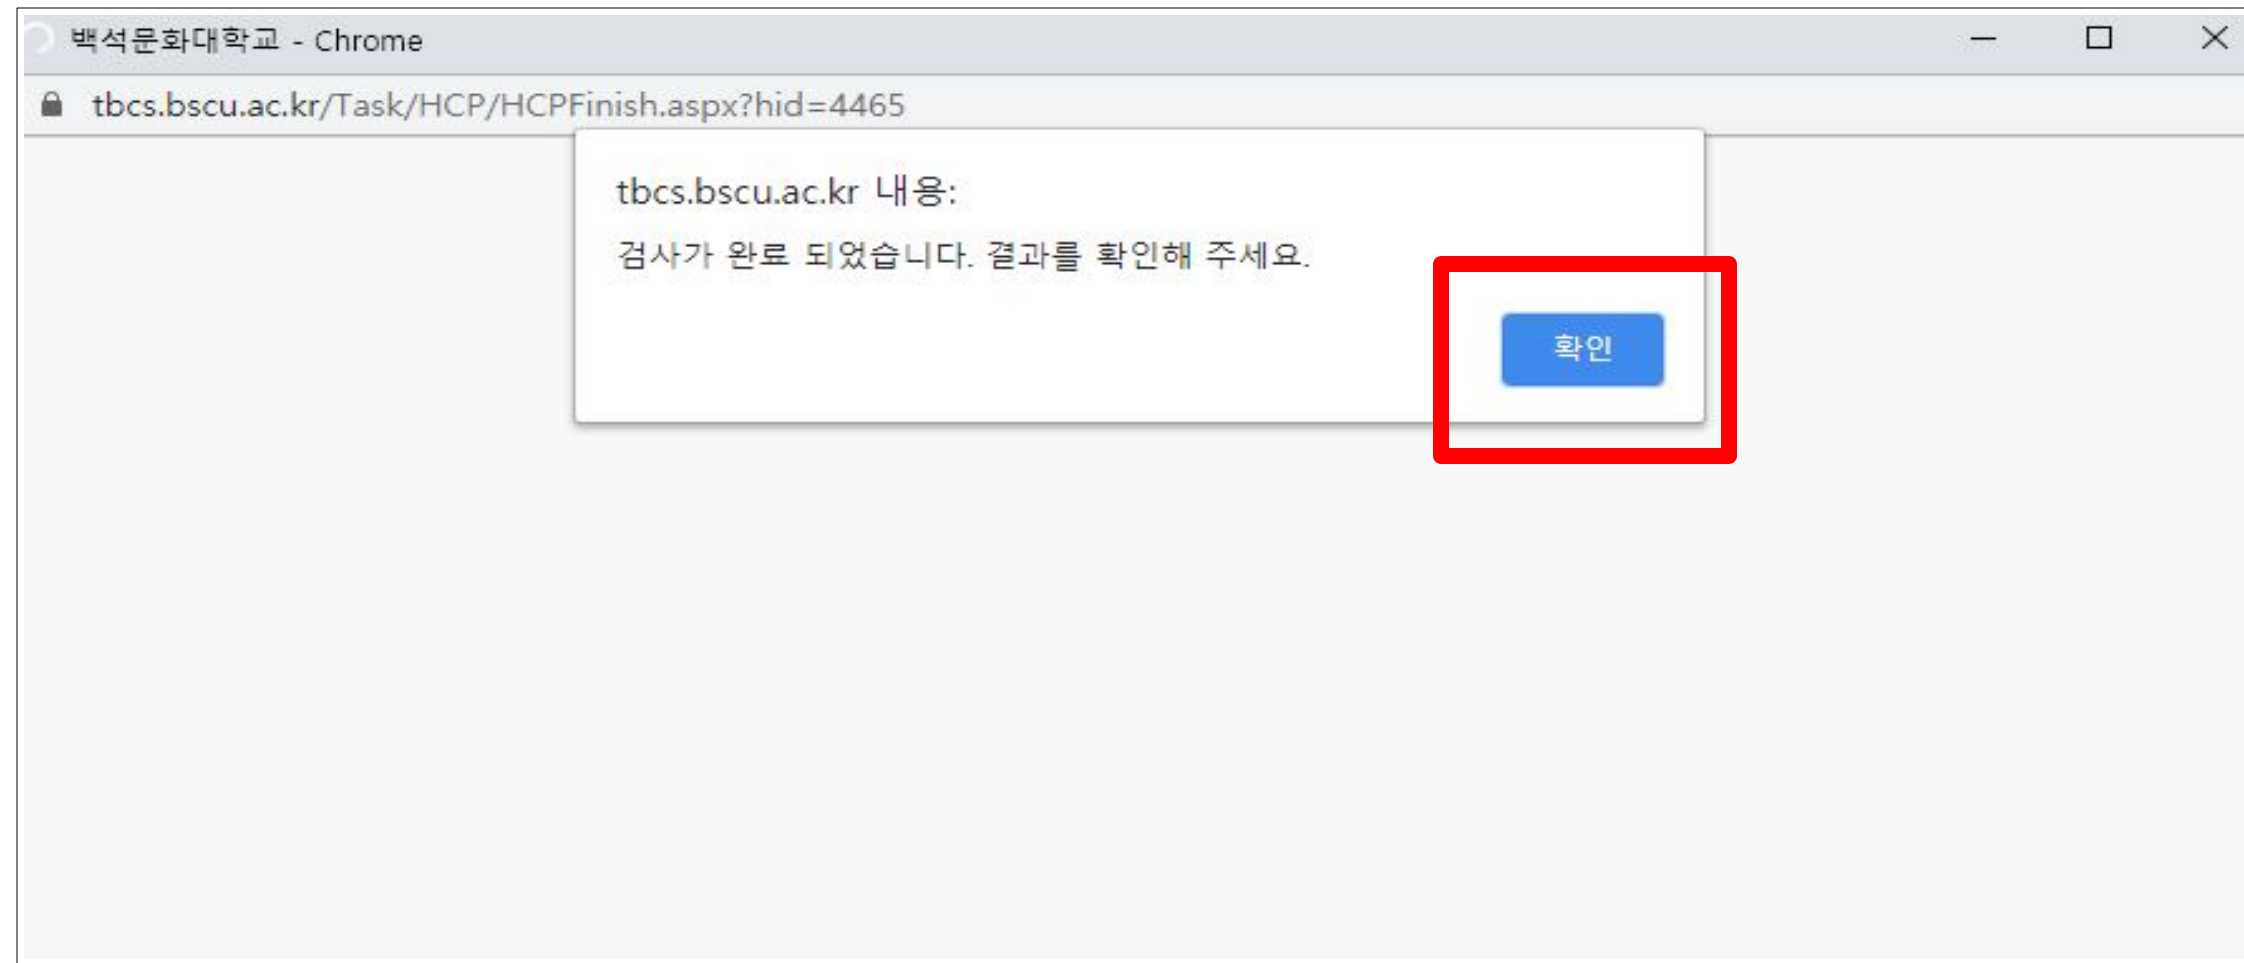 백석문화대학교 - Chrome
tbcs.bscu.ac.kr/Task/HCP/HCPFinish.aspx?hid=4465
tbcs.bscu.ac.kr 내용:
검사가 완료 되었습니다. 결과를 확인해 주세요.
확인